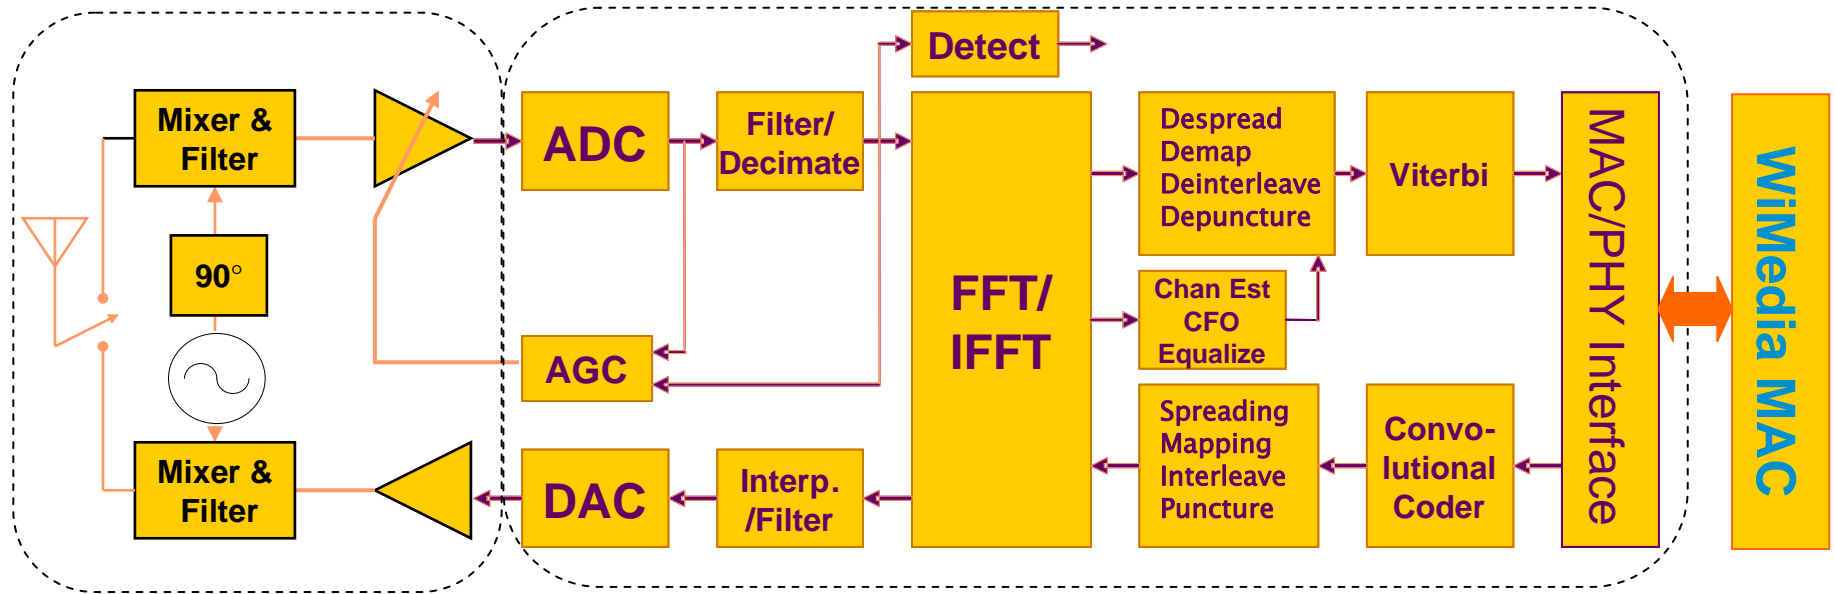 Detect
Mixer &
Filter
ADC
Filter/
Decimate
Despread
Demap
Deinterleave
Depuncture
Viterbi
MAC/PHY Interface
WiMedia MAC
90°
FFT/
IFFT
Chan Est
CFO
Equalize
AGC
Mixer &
Filter
DAC
Interp.
/Filter
Spreading
Mapping
Interleave
Puncture
Convo-
lutional
Coder